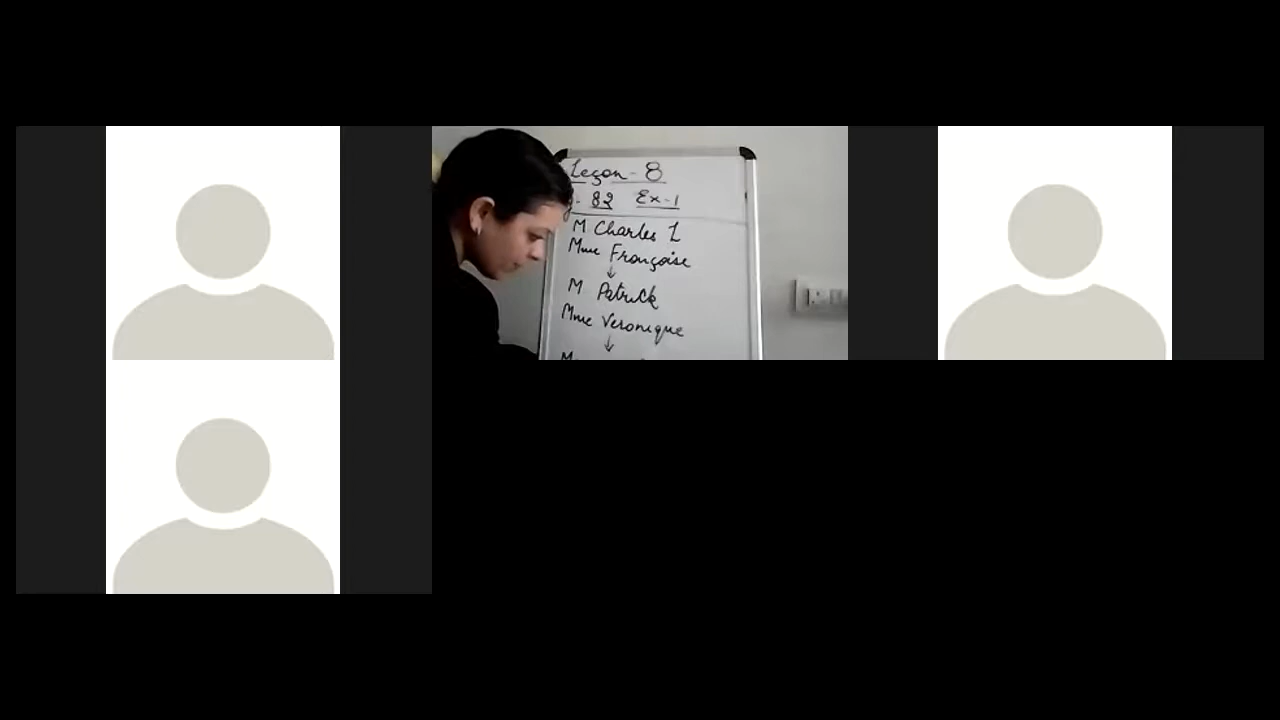 Leçon - 8
82 Ex-1
M Charles L
Mme Françoise
↓
M Patrick
Mme Veronique
↓